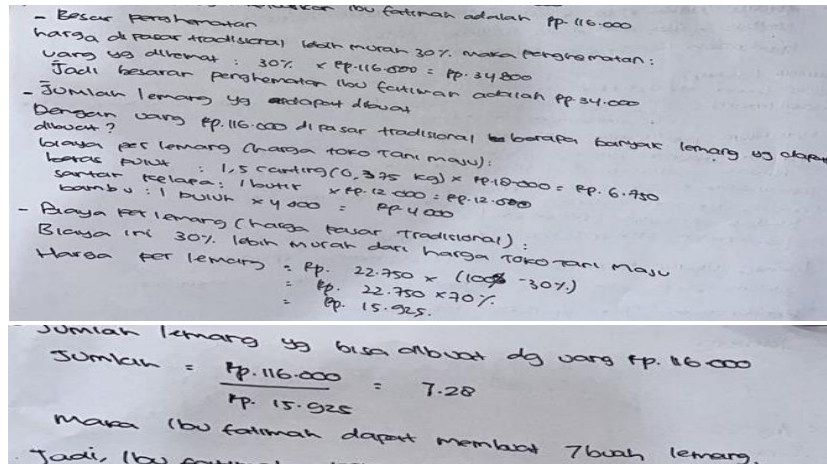 Ibu fatimah adalah Rp. 116.000
- Besar penghematan
harga di pasar tradisional lebih murah 30% maka penghematan :
uang yg dihemat : 30% x Rp.116.000 = Rp. 34.800
Jadi besaran penghematan Ibu fatimah adalah Rp.34.000
- Jumlah lemang yg dapat dibuat
Dengan uang Rp.116.000 di pasar tradisional berapa banyak lemang yg dapat
dibuat ?
biaya per lemang (harga toko Tani maju) :
beras pulut : 1,5 canting (0,375 kg) x Rp.18.000 = Rp. 6.750
santan kelapa : 1 butir x Rp. 12.000 = Rp. 12.000
bambu : 1 buluh x 4.000 = Rp 4.000
- Biaya per lemang (harga pasar Tradisional) :
Biaya ini 30% lebih murah dari harga Toko Tani Maju
Harga per lemang = Rp. 22.750 x (100% - 30%)
= Rp. 22.750 x 70%
= Rp. 15.925.
Jumlah lemang yg bisa dibuat dg uang Rp. 116.000
Jumlah = Rp. 116.000 = 7.28
Rp. 15.925
Maka Ibu fatimah dapat membuat 7 buah lemang.
Jadi, Ibu